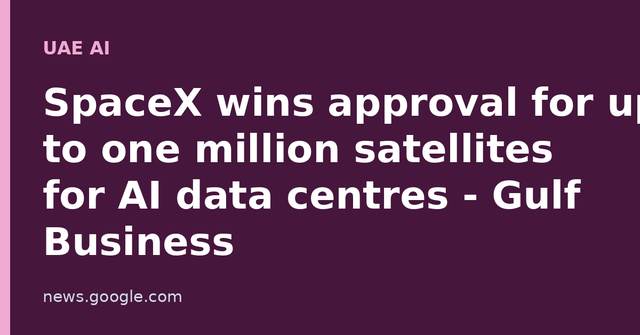 UAE AI
SpaceX wins approval for up
to one million satellites
for AI data centres - Gulf
Business
news.google.com